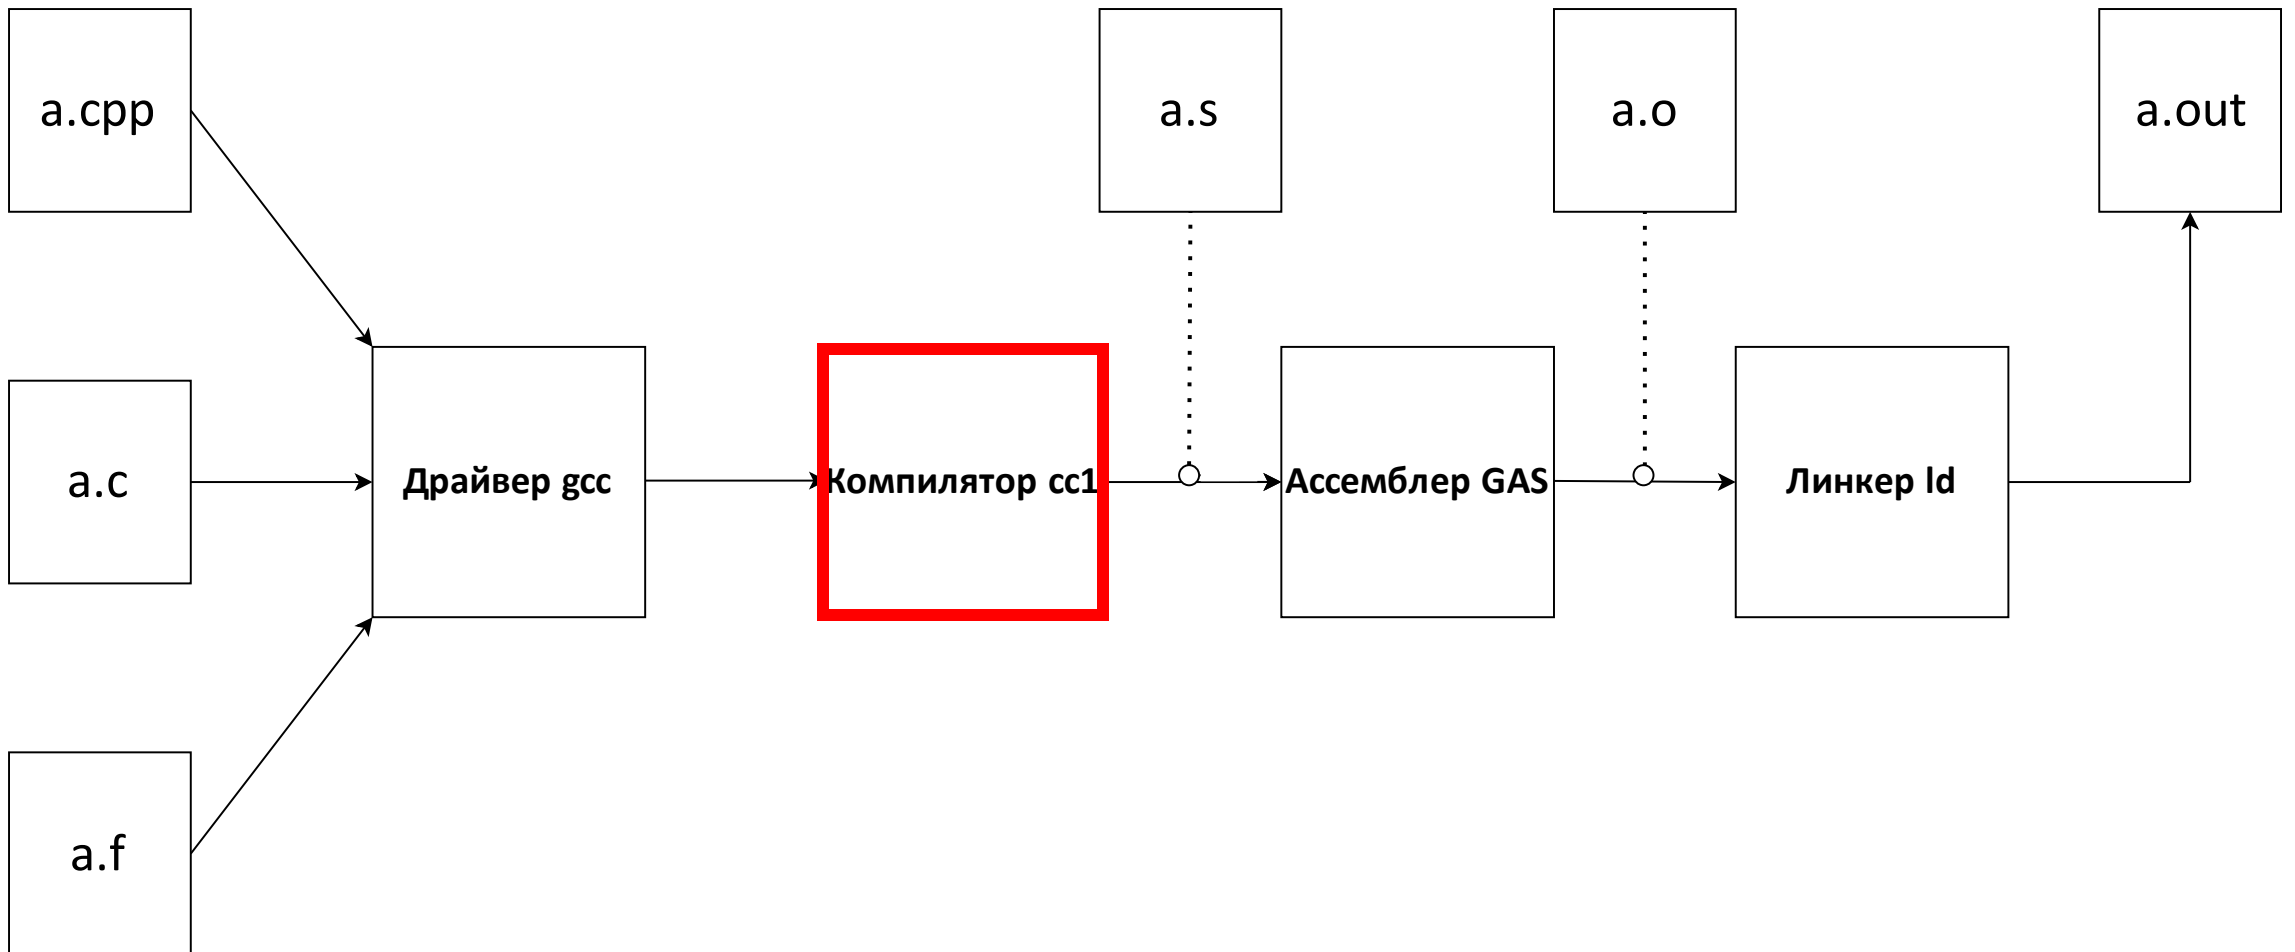 a.cpp
a.s
a.o
a.out
a.c
Драйвер gcc
Компилятор cc1
Ассемблер GAS
Линкер ld
a.f